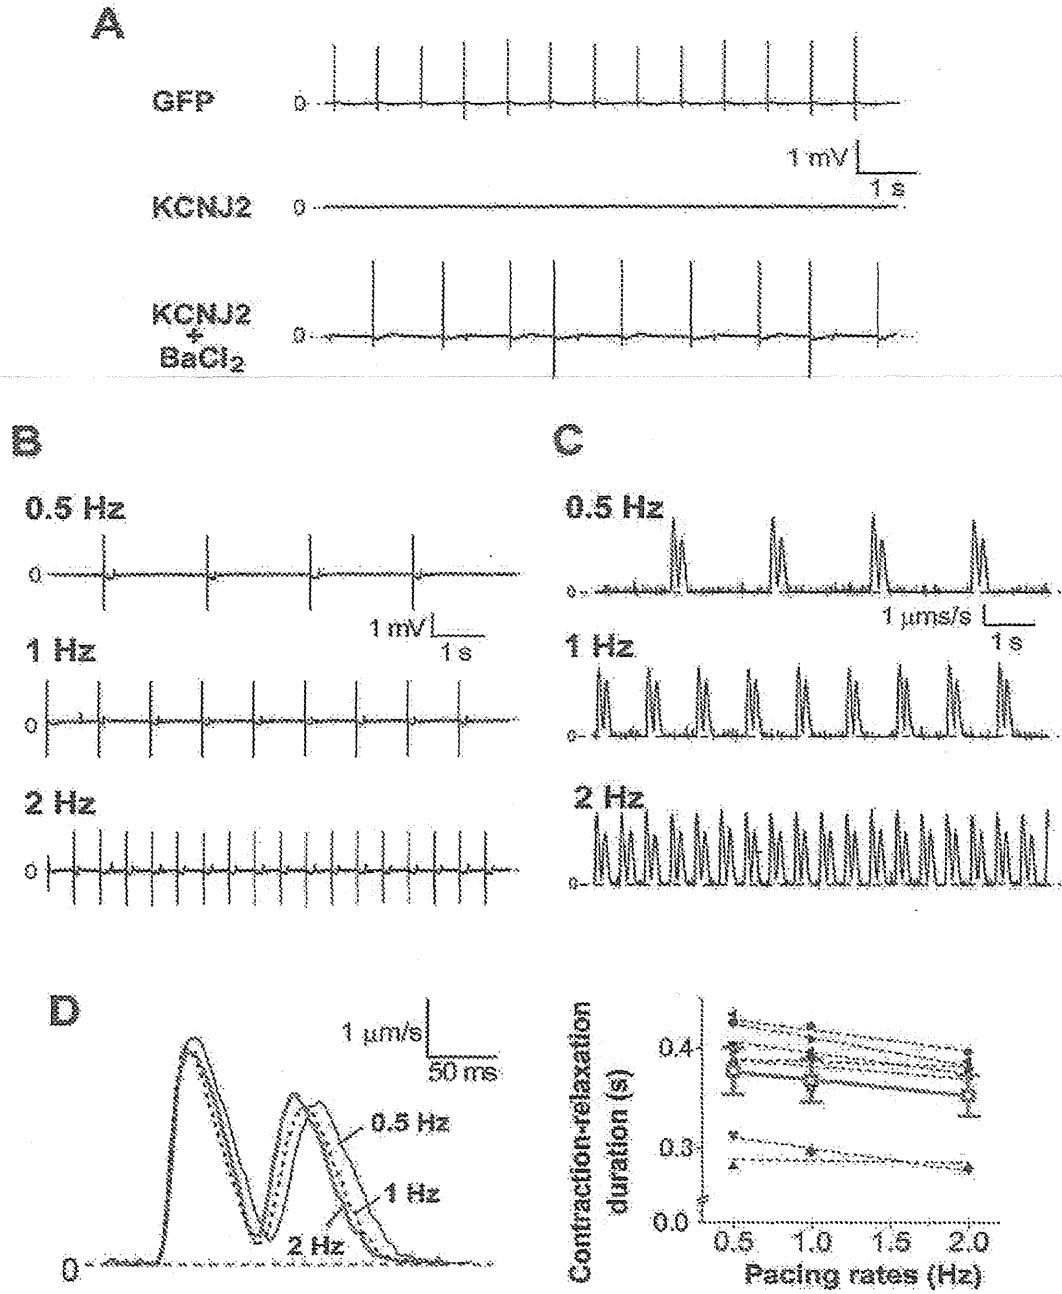 A
GFP
0
1 mV
1 s
KCNJ2
0
KCNJ2
+
BaCl2
0
B
0.5 Hz
0
1 mV
1 s
1 Hz
0
2 Hz
0
C
0.5 Hz
0
1 μms/s
1 s
1 Hz
0
2 Hz
0
D
1 μm/s
50 ms
0.5 Hz
1 Hz
2 Hz
0
Contraction-relaxation
duration (s)
0.4
0.3
0.0
0.5 1.0 1.5 2.0
Pacing rates (Hz)